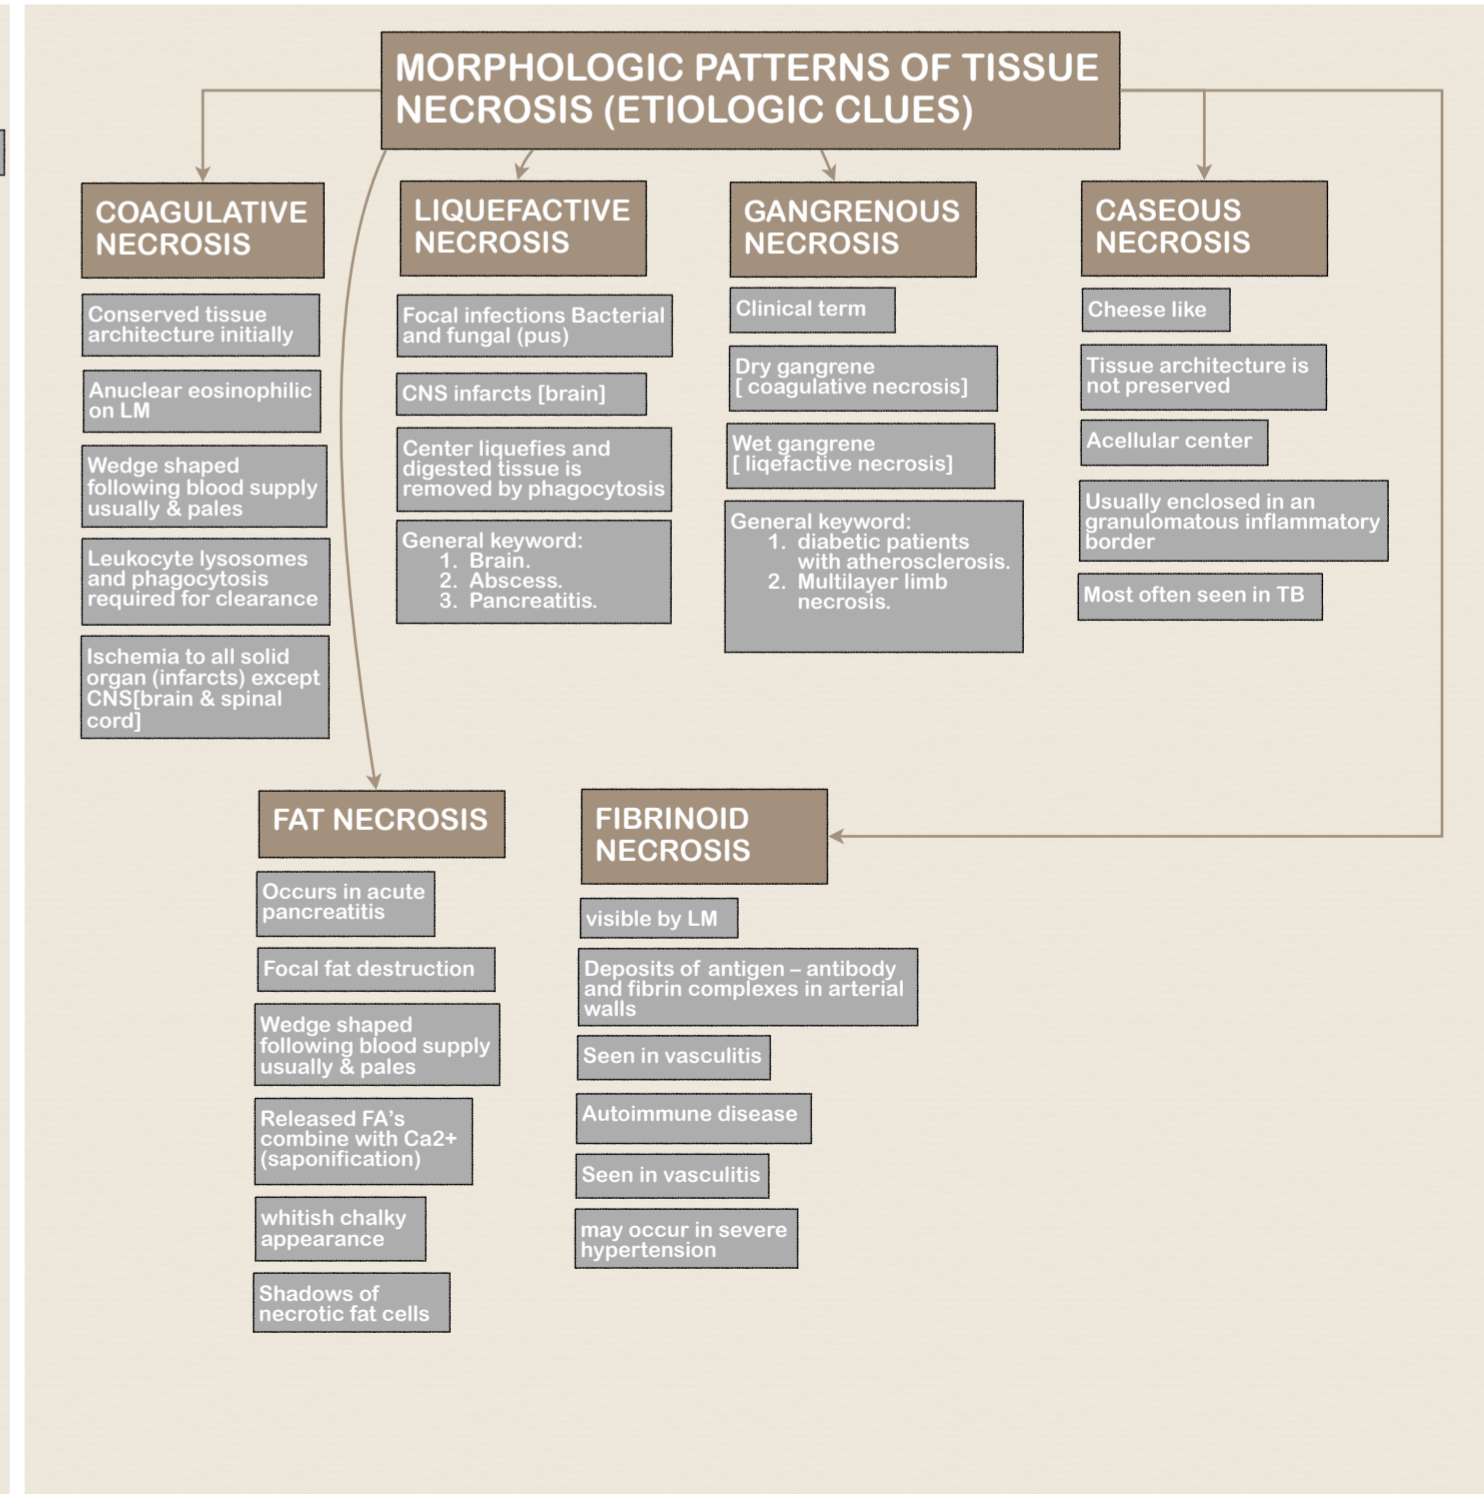 MORPHOLOGIC PATTERNS OF TISSUE
NECROSIS (ETIOLOGIC CLUES)
COAGULATIVE
NECROSIS
Conserved tissue
architecture initially
Anuclear eosinophilic
on LM
Wedge shaped
following blood supply
usually & pales
Leukocyte lysosomes
and phagocytosis
required for clearance
Ischemia to all solid
organ (infarcts) except
CNS[brain & spinal
cord]
LIQUEFACTIVE
NECROSIS
Focal infections Bacterial
and fungal (pus)
CNS infarcts [brain]
Center liquefies and
digested tissue is
removed by phagocytosis
General keyword:
1. Brain.
2. Abscess.
3. Pancreatitis.
GANGRENOUS
NECROSIS
Clinical term
Dry gangrene
[ coagulative necrosis]
Wet gangrene
[ liqefactive necrosis]
General keyword:
1. diabetic patients
with atherosclerosis.
2. Multilayer limb
necrosis.
CASEOUS
NECROSIS
Cheese like
Tissue architecture is
not preserved
Acellular center
Usually enclosed in an
granulomatous inflammatory
border
Most often seen in TB
FAT NECROSIS
Occurs in acute
pancreatitis
Focal fat destruction
Wedge shaped
following blood supply
usually & pales
Released FA's
combine with Ca2+
(saponification)
whitish chalky
appearance
Shadows of
necrotic fat cells
FIBRINOID
NECROSIS
visible by LM
Deposits of antigen – antibody
and fibrin complexes in arterial
walls
Seen in vasculitis
Autoimmune disease
Seen in vasculitis
may occur in severe
hypertension